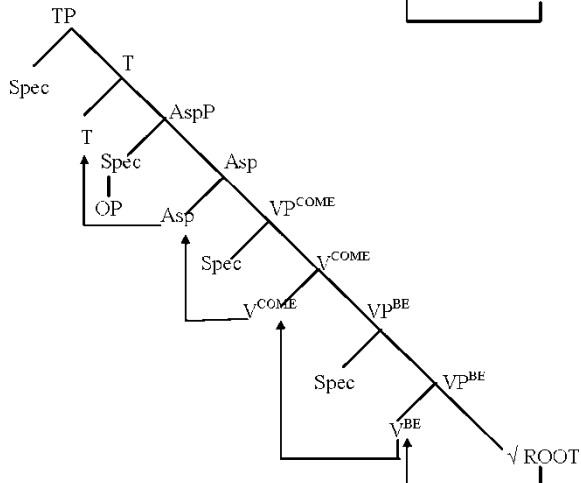 TP
Spec
T
T
AspP
Spec
Asp
OP
Asp
VP^COME
Spec
V^COME
V^COME
VP^BE
Spec
VP^BE
V^BE
√ ROOT